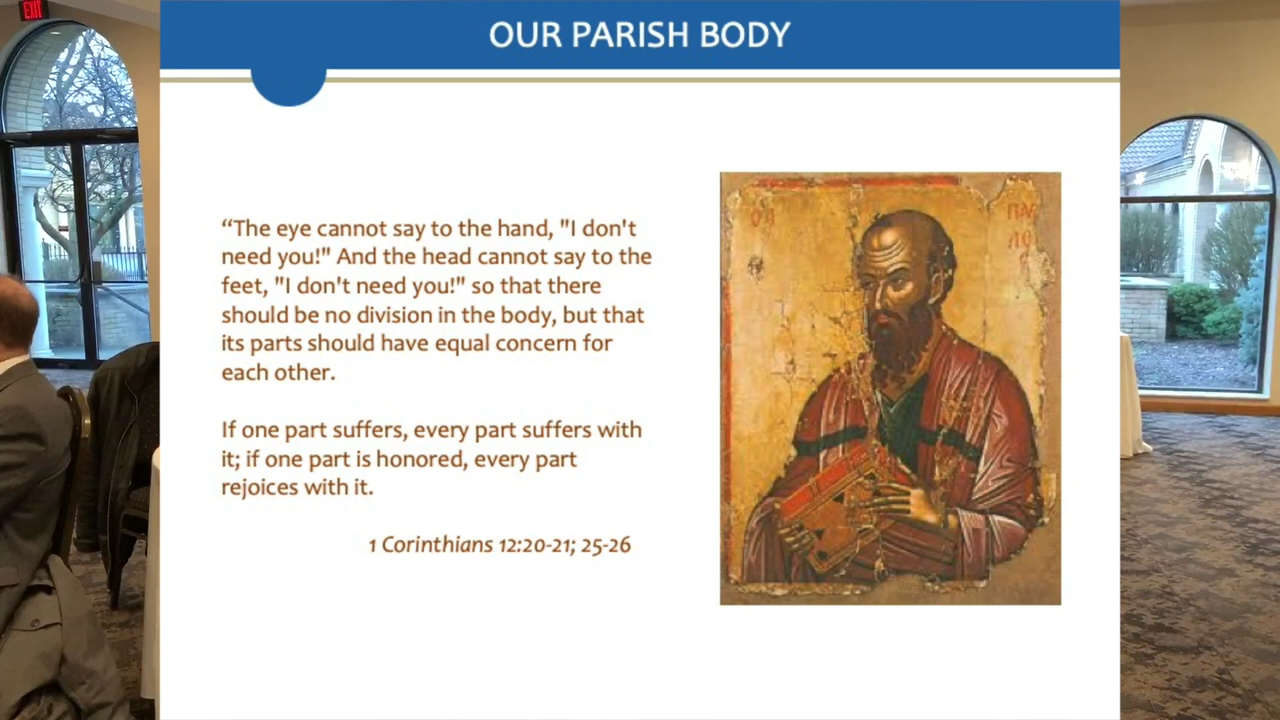 EXIT
OUR PARISH BODY
“The eye cannot say to the hand, "I don't
need you!" And the head cannot say to the
feet, "I don't need you!" so that there
should be no division in the body, but that
its parts should have equal concern for
each other.
If one part suffers, every part suffers with
it; if one part is honored, every part
rejoices with it.
1 Corinthians 12:20-21; 25-26